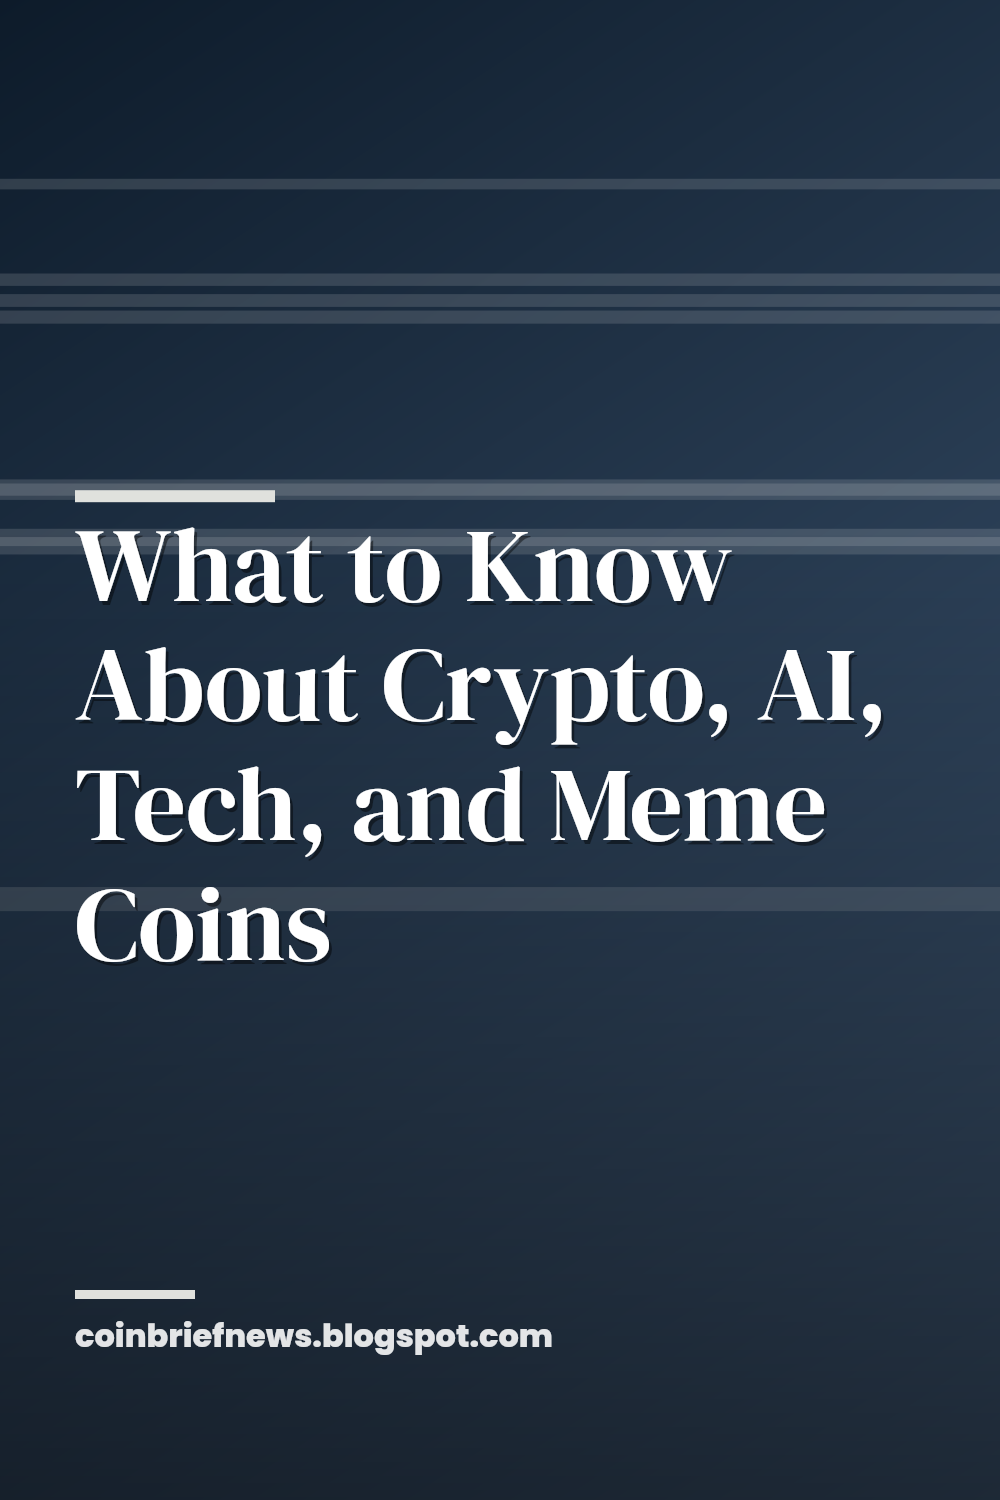 What to Know
About Crypto, AI,
Tech, and Meme
Coins
coinbriefnews.blogspot.com